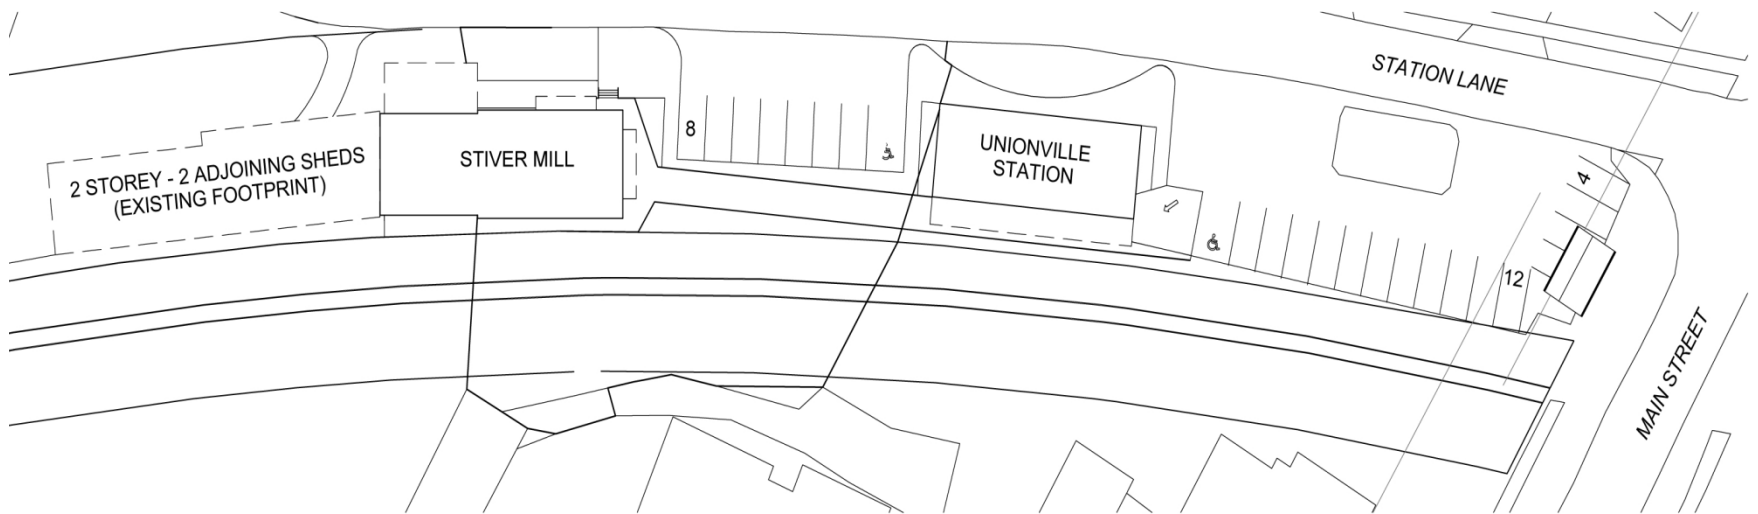 STATION LANE
8
STIVER MILL
UNIONVILLE
STATION
2 STOREY - 2 ADJOINING SHEDS
(EXISTING FOOTPRINT)
4
12
MAIN STREET